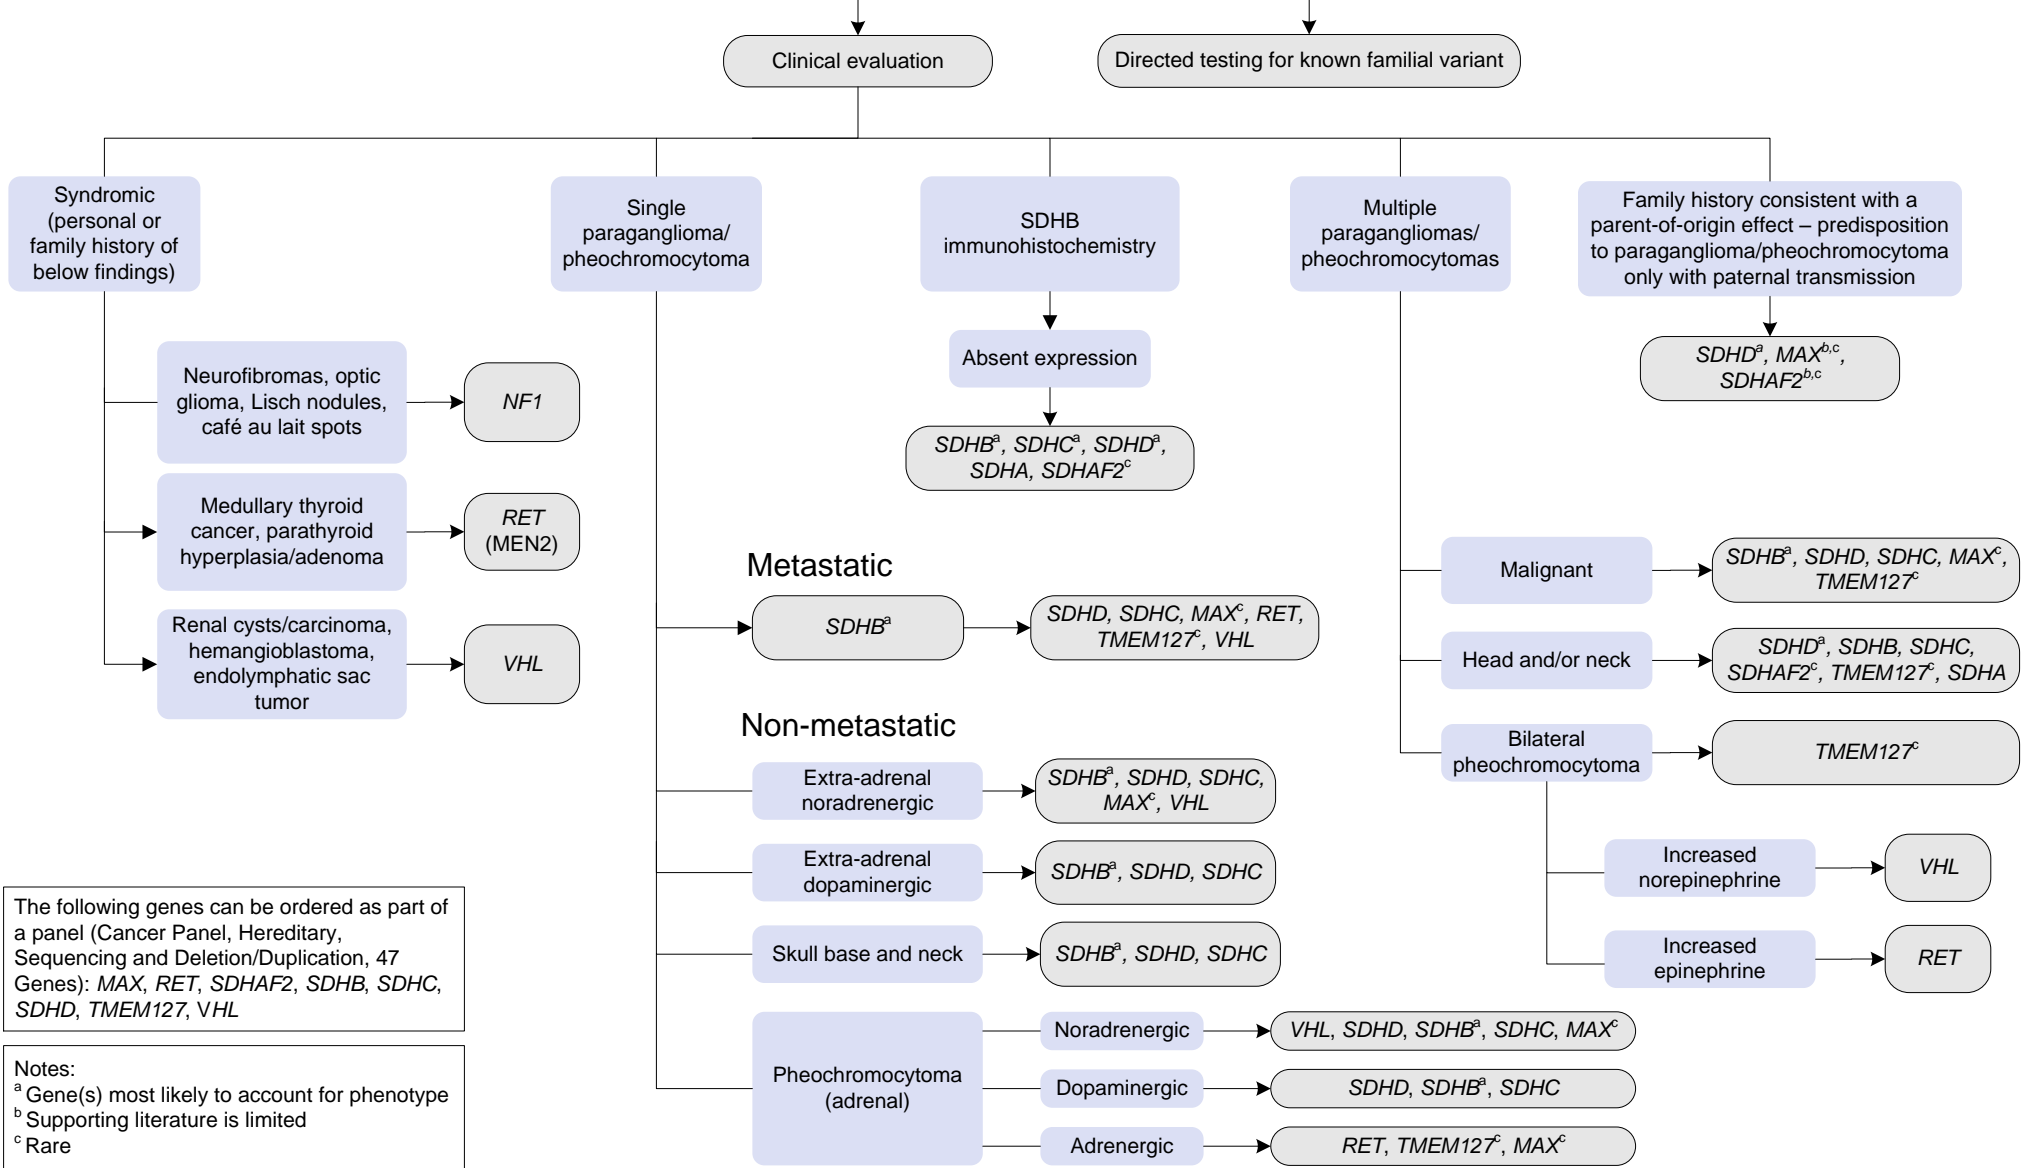 Clinical evaluation
Directed testing for known familial variant
Syndromic
(personal or
family history of
below findings)
Neurofibromas, optic
glioma, Lisch nodules,
café au lait spots
NF1
Medullary thyroid
cancer, parathyroid
hyperplasia/adenoma
RET
(MEN2)
Renal cysts/carcinoma,
hemangioblastoma,
endolymphatic sac
tumor
VHL
Single
paraganglioma/
pheochromocytoma
Metastatic
SDHBᵃ
SDHD, SDHC, MAXᶜ, RET,
TMEM127ᶜ, VHL
Non-metastatic
Extra-adrenal
noradrenergic
SDHBᵃ, SDHD, SDHC,
MAXᶜ, VHL
Extra-adrenal
dopaminergic
SDHBᵃ, SDHD, SDHC
Skull base and neck
SDHBᵃ, SDHD, SDHC
Pheochromocytoma
(adrenal)
Noradrenergic
VHL, SDHD, SDHBᵃ, SDHC, MAXᶜ
Dopaminergic
SDHD, SDHBᵃ, SDHC
Adrenergic
RET, TMEM127ᶜ, MAXᶜ
SDHB
immunohistochemistry
Absent expression
SDHBᵃ, SDHCᵃ, SDHDᵃ,
SDHA, SDHAF2ᶜ
Multiple
paragangliomas/
pheochromocytomas
Malignant
SDHBᵃ, SDHD, SDHC, MAXᶜ,
TMEM127ᶜ
Head and/or neck
SDHDᵃ, SDHB, SDHC,
SDHAF2ᶜ, TMEM127ᶜ, SDHA
Bilateral
pheochromocytoma
TMEM127ᶜ
Increased
norepinephrine
VHL
Increased
epinephrine
RET
Family history consistent with a
parent-of-origin effect – predisposition
to paraganglioma/pheochromocytoma
only with paternal transmission
SDHDᵃ, MAXᵇ,ᶜ,
SDHAF2ᵇ,ᶜ
The following genes can be ordered as part of
a panel (Cancer Panel, Hereditary,
Sequencing and Deletion/Duplication, 47
Genes): MAX, RET, SDHAF2, SDHB, SDHC,
SDHD, TMEM127, VHL
Notes:
ᵃ Gene(s) most likely to account for phenotype
ᵇ Supporting literature is limited
ᶜ Rare